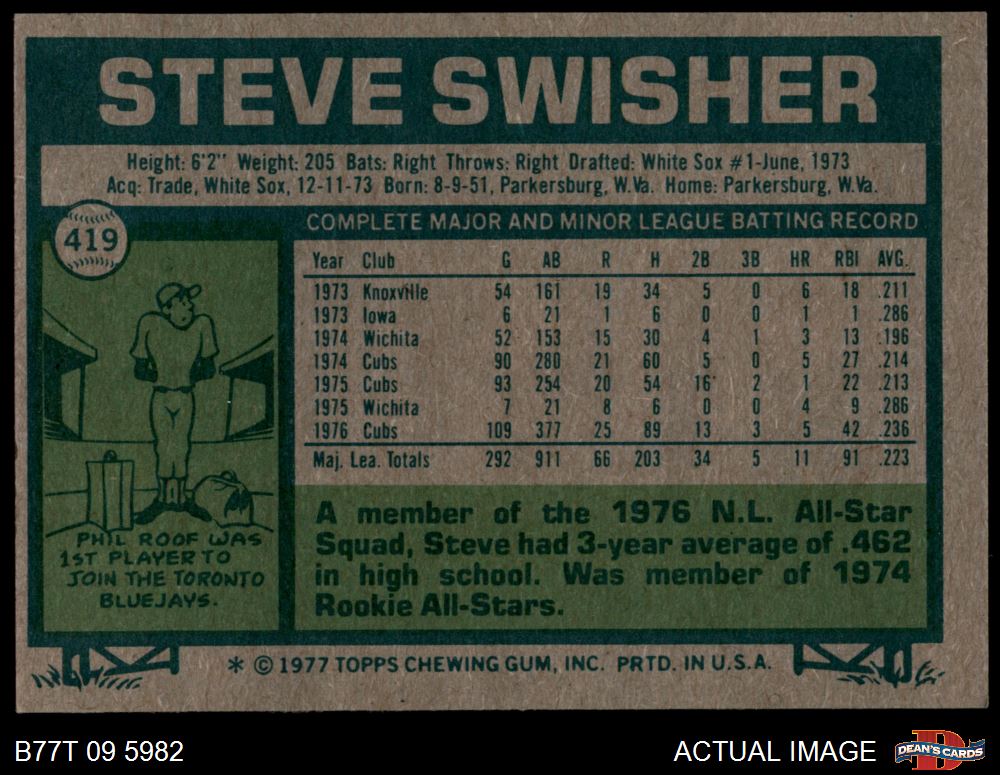 STEVE SWISHER
Height: 6'2" Weight: 205 Bats: Right Throws: Right Drafted: White Sox #1-June, 1973
Acq: Trade, White Sox, 12-11-73 Born: 8-9-51, Parkersburg, W.Va. Home: Parkersburg, W.Va.
419
COMPLETE MAJOR AND MINOR LEAGUE BATTING RECORD
Year Club G AB R H 2B 3B HR RBI AVG.
1973 Knoxville 54 161 19 34 5 0 6 18 .211
1973 Iowa 6 21 1 6 0 0 1 1 .286
1974 Wichita 52 153 15 30 4 1 3 13 .196
1974 Cubs 90 280 21 60 5 0 5 27 .214
1975 Cubs 93 254 20 54 16 2 1 22 .213
1975 Wichita 7 21 8 6 0 0 4 9 .286
1976 Cubs 109 377 25 89 13 3 5 42 .236
Maj. Lea. Totals 292 911 66 203 34 5 11 91 .223
PHIL ROOF WAS
1ST PLAYER TO
JOIN THE TORONTO
BLUEJAYS.
A member of the 1976 N.L. All-Star
Squad, Steve had 3-year average of .462
in high school. Was member of 1974
Rookie All-Stars.
* © 1977 TOPPS CHEWING GUM, INC. PRTD. IN U.S.A.
B77T 09 5982
ACTUAL IMAGE
D
DEAN'S CARDS